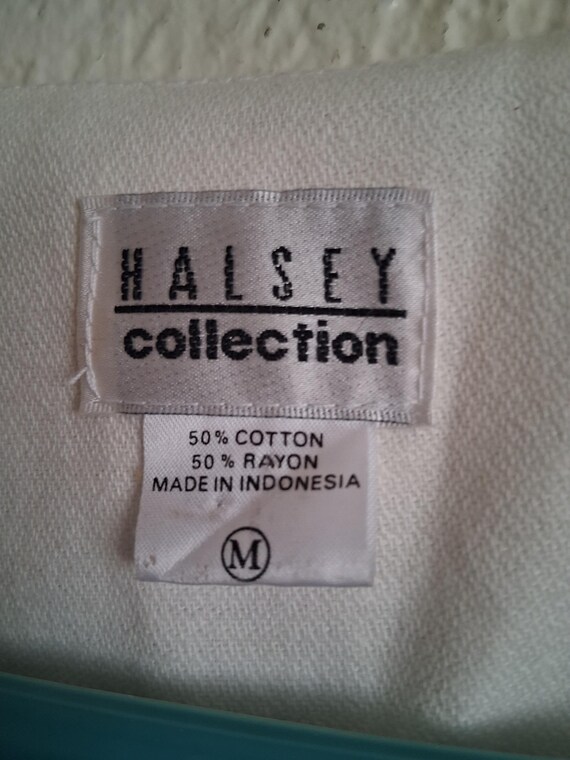 HALSEY
collection
50% COTTON
50% RAYON
MADE IN INDONESIA
M